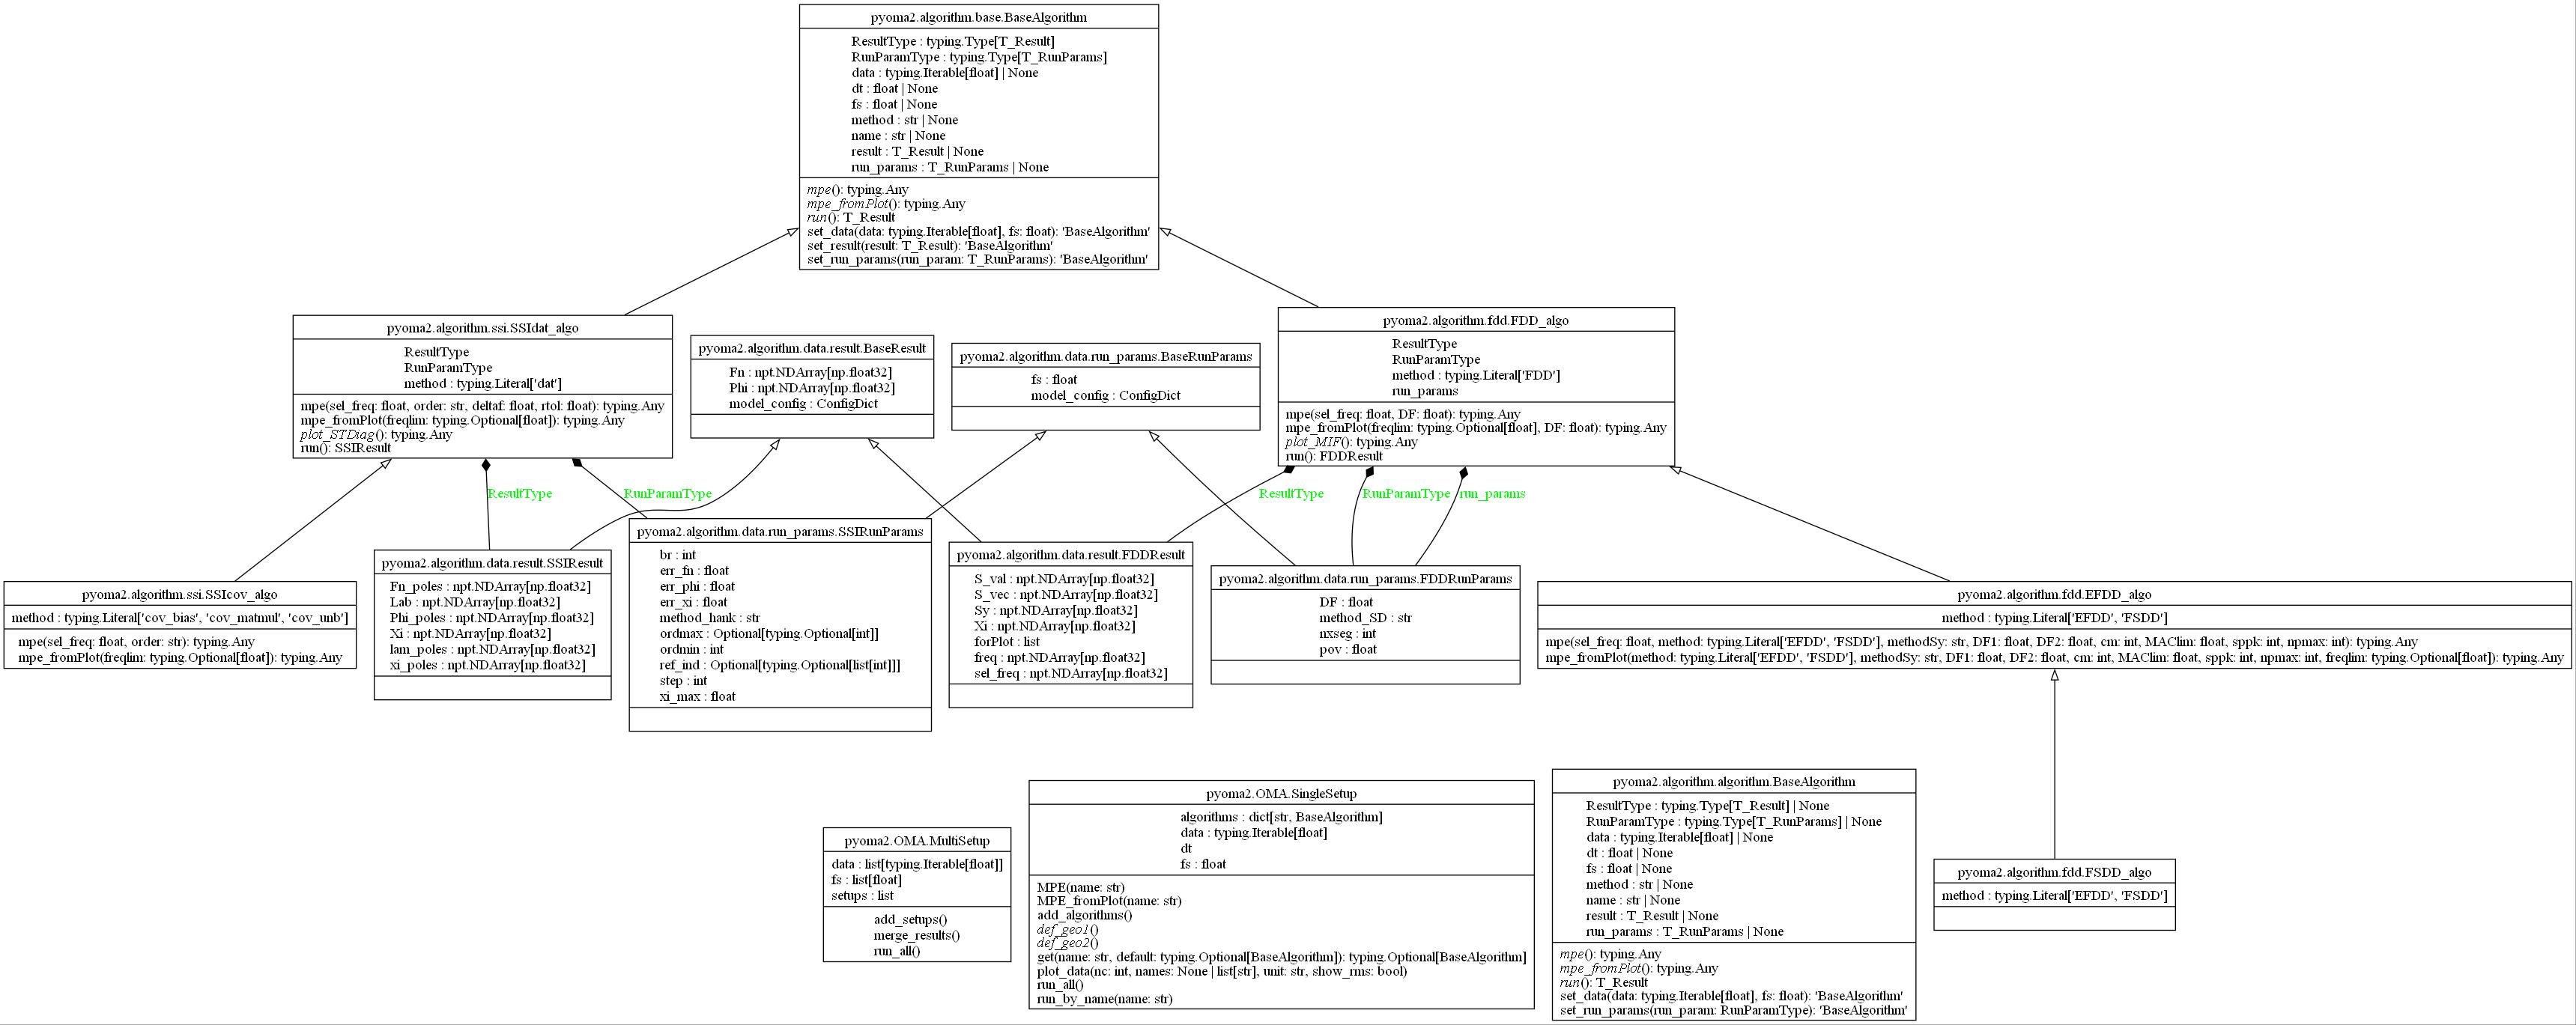 pyoma2.algorithm.base.BaseAlgorithm
ResultType : typing.Type[T_Result]
RunParamType : typing.Type[T_RunParams]
data : typing.Iterable[float] | None
dt : float | None
fs : float | None
method : str | None
name : str | None
result : T_Result | None
run_params : T_RunParams | None
mpe(): typing.Any
mpe_fromPlot(): typing.Any
run(): T_Result
set_data(data: typing.Iterable[float], fs: float): 'BaseAlgorithm'
set_result(result: T_Result): 'BaseAlgorithm'
set_run_params(run_param: T_RunParams): 'BaseAlgorithm'
pyoma2.algorithm.ssi.SSIdat_algo
ResultType
RunParamType
method : typing.Literal['dat']
mpe(sel_freq: float, order: str, deltaf: float, rtol: float): typing.Any
mpe_fromPlot(freqlim: typing.Optional[float]): typing.Any
plot_STDiag(): typing.Any
run(): SSIResult
pyoma2.algorithm.data.result.BaseResult
Fn : npt.NDArray[np.float32]
Phi : npt.NDArray[np.float32]
model_config : ConfigDict
pyoma2.algorithm.data.run_params.BaseRunParams
fs : float
model_config : ConfigDict
pyoma2.algorithm.fdd.FDD_algo
ResultType
RunParamType
method : typing.Literal['FDD']
run_params
mpe(sel_freq: float, DF: float): typing.Any
mpe_fromPlot(freqlim: typing.Optional[float], DF: float): typing.Any
plot_MIF(): typing.Any
run(): FDDResult
ResultType
RunParamType
ResultType
RunParamType
run_params
pyoma2.algorithm.ssi.SSIcov_algo
method : typing.Literal['cov_bias', 'cov_matmul', 'cov_unb']
mpe(sel_freq: float, order: str): typing.Any
mpe_fromPlot(freqlim: typing.Optional[float]): typing.Any
pyoma2.algorithm.data.result.SSIResult
Fn_poles : npt.NDArray[np.float32]
Lab : npt.NDArray[np.float32]
Phi_poles : npt.NDArray[np.float32]
Xi : npt.NDArray[np.float32]
lam_poles : npt.NDArray[np.float32]
xi_poles : npt.NDArray[np.float32]
pyoma2.algorithm.data.run_params.SSIRunParams
br : int
err_fn : float
err_phi : float
err_xi : float
method_hank : str
ordmax : Optional[typing.Optional[int]]
ordmin : int
ref_ind : Optional[typing.Optional[list[int]]]
step : int
xi_max : float
pyoma2.algorithm.data.result.FDDResult
S_val : npt.NDArray[np.float32]
S_vec : npt.NDArray[np.float32]
Sy : npt.NDArray[np.float32]
Xi : npt.NDArray[np.float32]
forPlot : list
freq : npt.NDArray[np.float32]
sel_freq : npt.NDArray[np.float32]
pyoma2.algorithm.data.run_params.FDDRunParams
DF : float
method_SD : str
nxseg : int
pov : float
pyoma2.algorithm.fdd.EFDD_algo
method : typing.Literal['EFDD', 'FSDD']
mpe(sel_freq: float, method: typing.Literal['EFDD', 'FSDD'], methodSy: str, DF1: float, DF2: float, cm: int, MAClim: float, sppk: int, npmax: int): typing.Any
mpe_fromPlot(method: typing.Literal['EFDD', 'FSDD'], methodSy: str, DF1: float, DF2: float, cm: int, MAClim: float, sppk: int, npmax: int, freqlim: typing.Optional[float]): typing.Any
pyoma2.OMA.MultiSetup
data : list[typing.Iterable[float]]
fs : list[float]
setups : list
add_setups()
merge_results()
run_all()
pyoma2.OMA.SingleSetup
algorithms : dict[str, BaseAlgorithm]
data : typing.Iterable[float]
dt
fs : float
MPE(name: str)
MPE_fromPlot(name: str)
add_algorithms()
def_geo1()
def_geo2()
get(name: str, default: typing.Optional[BaseAlgorithm]): typing.Optional[BaseAlgorithm]
plot_data(nc: int, names: None | list[str], unit: str, show_rms: bool)
run_all()
run_by_name(name: str)
pyoma2.algorithm.algorithm.BaseAlgorithm
ResultType : typing.Type[T_Result] | None
RunParamType : typing.Type[T_RunParams] | None
data : typing.Iterable[float] | None
dt : float | None
fs : float | None
method : str | None
name : str | None
result : T_Result | None
run_params : T_RunParams | None
mpe(): typing.Any
mpe_fromPlot(): typing.Any
run(): T_Result
set_data(data: typing.Iterable[float], fs: float): 'BaseAlgorithm'
set_run_params(run_param: RunParamType): 'BaseAlgorithm'
pyoma2.algorithm.fdd.FSDD_algo
method : typing.Literal['EFDD', 'FSDD']